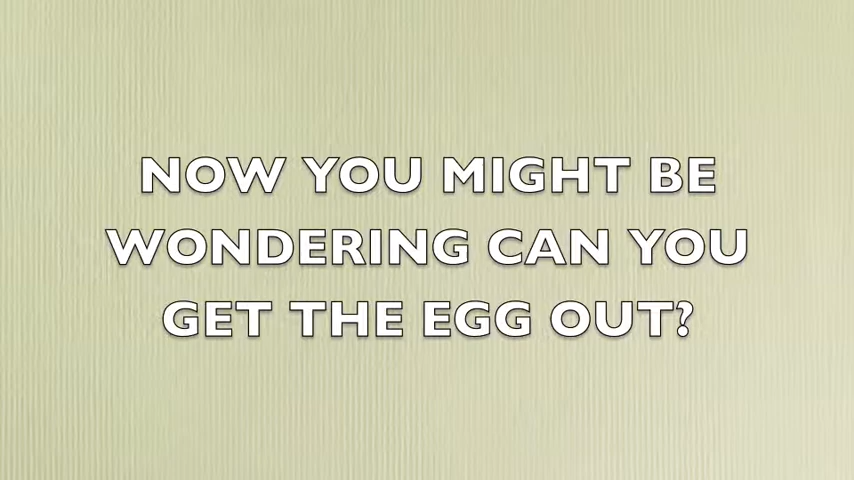 NOW YOU MIGHT BE
WONDERING CAN YOU
GET THE EGG OUT?